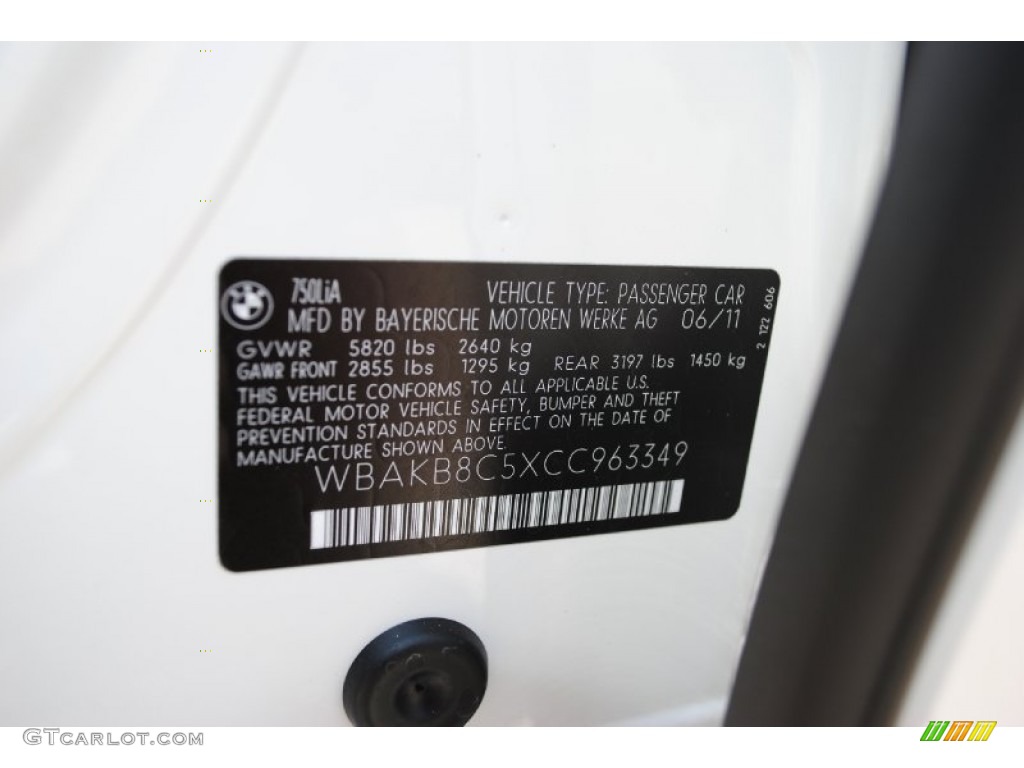 750LiA VEHICLE TYPE: PASSENGER CAR
MFD BY BAYERISCHE MOTOREN WERKE AG 06/11
GVWR 5820 lbs 2640 kg
GAWR FRONT 2855 lbs 1295 kg REAR 3197 lbs 1450 kg
THIS VEHICLE CONFORMS TO ALL APPLICABLE U.S.
FEDERAL MOTOR VEHICLE SAFETY, BUMPER AND THEFT
PREVENTION STANDARDS IN EFFECT ON THE DATE OF
MANUFACTURE SHOWN ABOVE.
WBAKB8C5XCC963349
2 122 606
GTCARLOT.COM